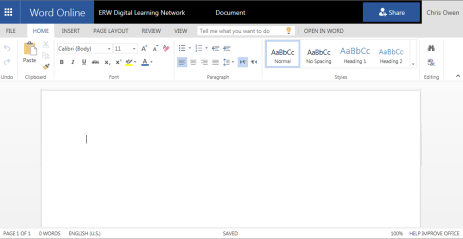 Word Online ERW Digital Learning Network Document Share Chris Owen
FILE HOME INSERT PAGE LAYOUT REVIEW VIEW Tell me what you want to do OPEN IN WORD
Calibri (Body) 11 A A
Paste
B I U abc x₂ x² A
AaBbCc AaBbCc AaBbCc AaBbCc
Normal No Spacing Heading 1 Heading 2
Undo Clipboard Font Paragraph Styles Editing
PAGE 1 OF 1 0 WORDS ENGLISH (U.S.) SAVED 100% HELP IMPROVE OFFICE